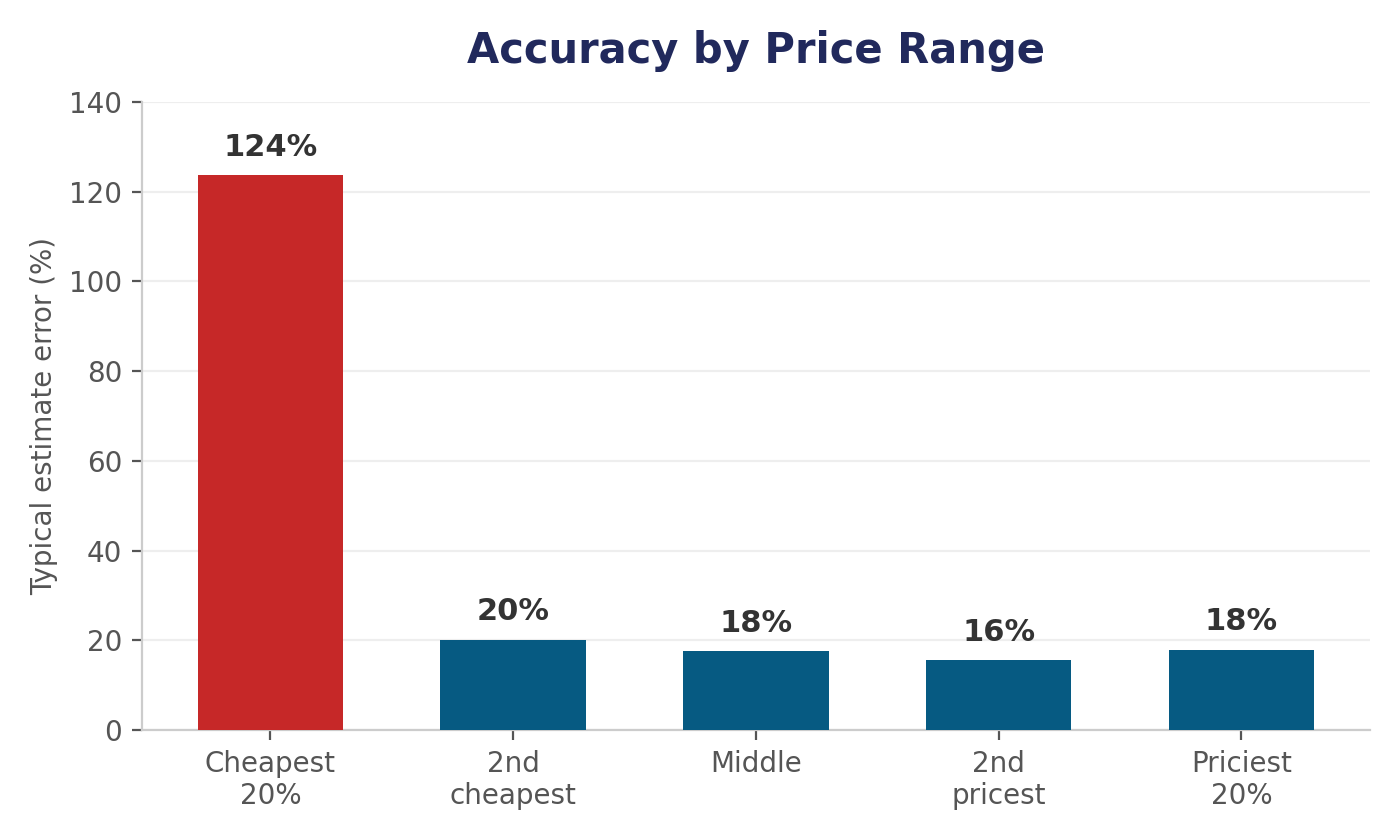 Accuracy by Price Range
Typical estimate error (%)
140
120
100
80
60
40
20
0
124%
20%
18%
16%
18%
Cheapest
20%
2nd
cheapest
Middle
2nd
pricest
Priciest
20%